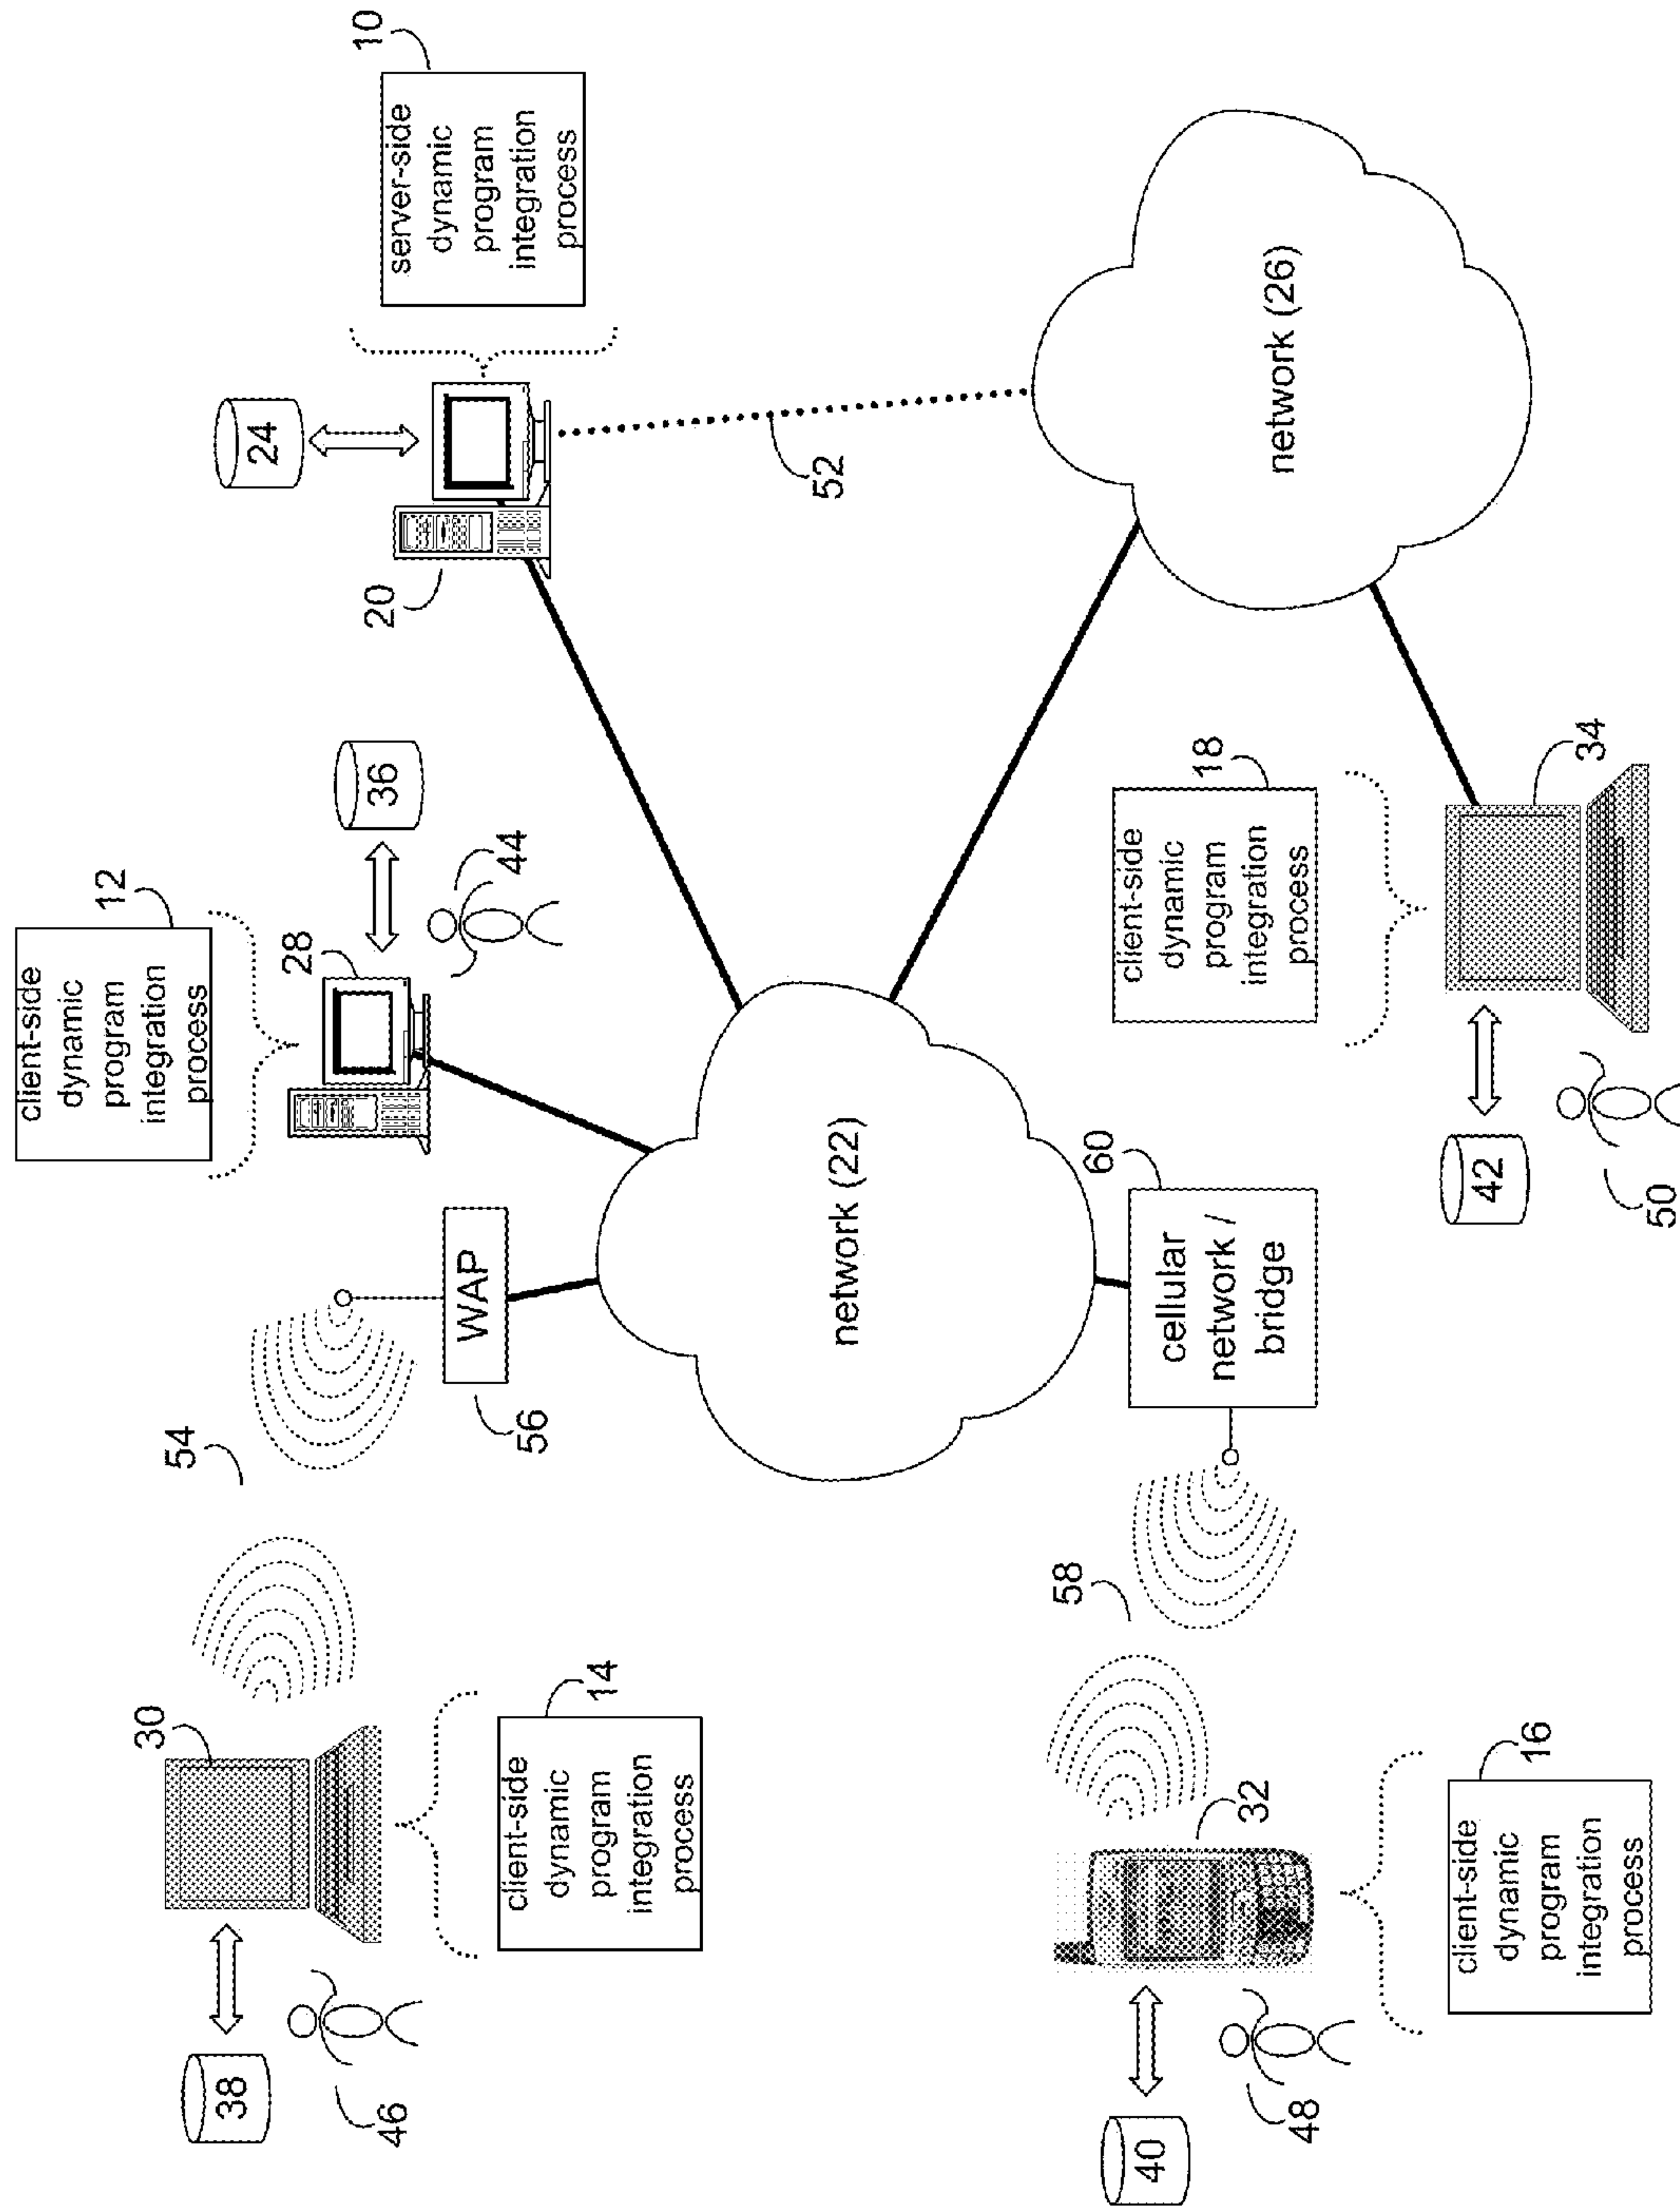 client-side
dynamic
program
integration
process
12
30
54
28
38
46
36
24
10
server-side
dynamic
program
integration
process
44
20
client-side
dynamic
program
integration
process
14
WAP
56
network (22)
52
58
60
40
48
32
cellular
network /
bridge
client-side
dynamic
program
integration
process
18
network (26)
client-side
dynamic
program
integration
process
16
42
50
34